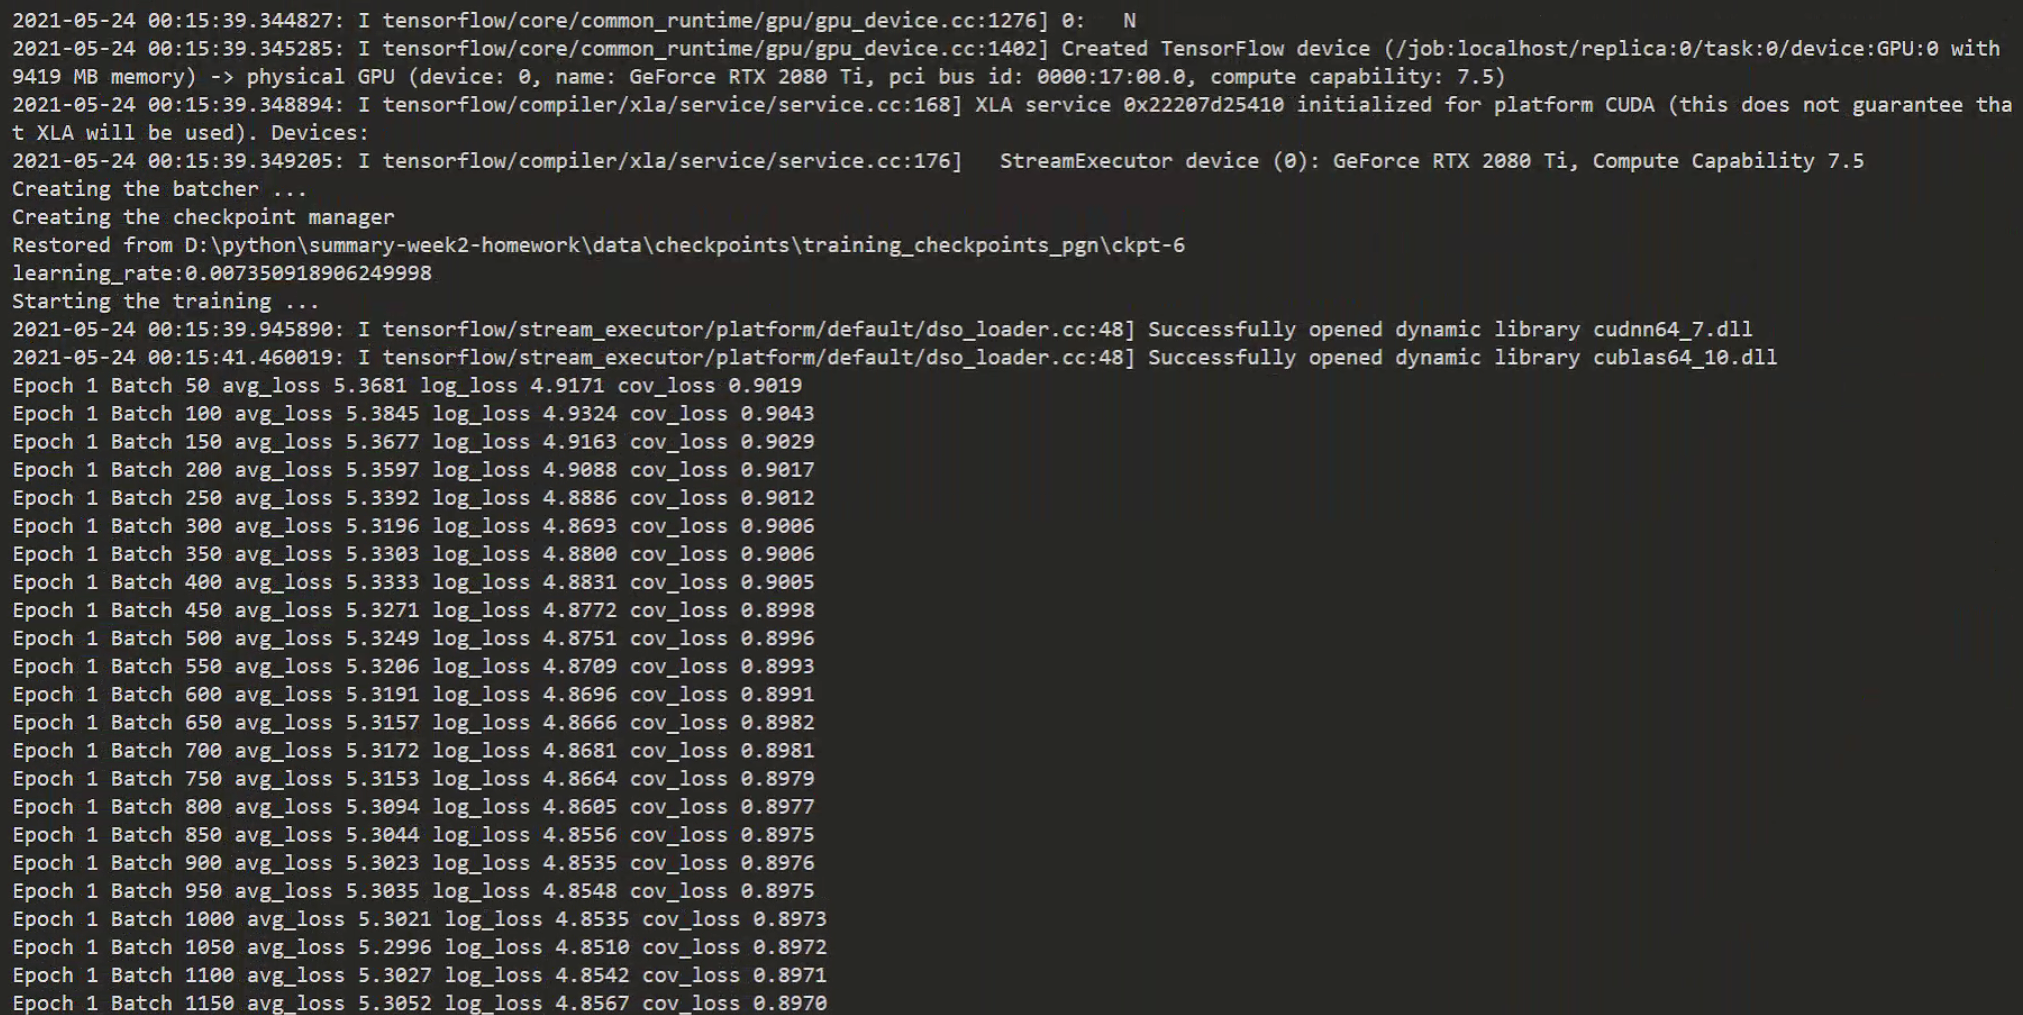 2021-05-24 00:15:39.344827: I tensorflow/core/common_runtime/gpu/gpu_device.cc:1276] 0:   N
2021-05-24 00:15:39.345285: I tensorflow/core/common_runtime/gpu/gpu_device.cc:1402] Created TensorFlow device (/job:localhost/replica:0/task:0/device:GPU:0 with
9419 MB memory) -> physical GPU (device: 0, name: GeForce RTX 2080 Ti, pci bus id: 0000:17:00.0, compute capability: 7.5)
2021-05-24 00:15:39.348894: I tensorflow/compiler/xla/service/service.cc:168] XLA service 0x22207d25410 initialized for platform CUDA (this does not guarantee tha
t XLA will be used). Devices:
2021-05-24 00:15:39.349205: I tensorflow/compiler/xla/service/service.cc:176]   StreamExecutor device (0): GeForce RTX 2080 Ti, Compute Capability 7.5
Creating the batcher ...
Creating the checkpoint manager
Restored from D:\python\summary-week2-homework\data\checkpoints\training_checkpoints_pgn\ckpt-6
learning_rate:0.007350918906249998
Starting the training ...
2021-05-24 00:15:39.945890: I tensorflow/stream_executor/platform/default/dso_loader.cc:48] Successfully opened dynamic library cudnn64_7.dll
2021-05-24 00:15:41.460019: I tensorflow/stream_executor/platform/default/dso_loader.cc:48] Successfully opened dynamic library cublas64_10.dll
Epoch 1 Batch 50 avg_loss 5.3681 log_loss 4.9171 cov_loss 0.9019
Epoch 1 Batch 100 avg_loss 5.3845 log_loss 4.9324 cov_loss 0.9043
Epoch 1 Batch 150 avg_loss 5.3677 log_loss 4.9163 cov_loss 0.9029
Epoch 1 Batch 200 avg_loss 5.3597 log_loss 4.9088 cov_loss 0.9017
Epoch 1 Batch 250 avg_loss 5.3392 log_loss 4.8886 cov_loss 0.9012
Epoch 1 Batch 300 avg_loss 5.3196 log_loss 4.8693 cov_loss 0.9006
Epoch 1 Batch 350 avg_loss 5.3303 log_loss 4.8800 cov_loss 0.9006
Epoch 1 Batch 400 avg_loss 5.3333 log_loss 4.8831 cov_loss 0.9005
Epoch 1 Batch 450 avg_loss 5.3271 log_loss 4.8772 cov_loss 0.8998
Epoch 1 Batch 500 avg_loss 5.3249 log_loss 4.8751 cov_loss 0.8996
Epoch 1 Batch 550 avg_loss 5.3206 log_loss 4.8709 cov_loss 0.8993
Epoch 1 Batch 600 avg_loss 5.3191 log_loss 4.8696 cov_loss 0.8991
Epoch 1 Batch 650 avg_loss 5.3157 log_loss 4.8666 cov_loss 0.8982
Epoch 1 Batch 700 avg_loss 5.3172 log_loss 4.8681 cov_loss 0.8981
Epoch 1 Batch 750 avg_loss 5.3153 log_loss 4.8664 cov_loss 0.8979
Epoch 1 Batch 800 avg_loss 5.3094 log_loss 4.8605 cov_loss 0.8977
Epoch 1 Batch 850 avg_loss 5.3044 log_loss 4.8556 cov_loss 0.8975
Epoch 1 Batch 900 avg_loss 5.3023 log_loss 4.8535 cov_loss 0.8976
Epoch 1 Batch 950 avg_loss 5.3035 log_loss 4.8548 cov_loss 0.8975
Epoch 1 Batch 1000 avg_loss 5.3021 log_loss 4.8535 cov_loss 0.8973
Epoch 1 Batch 1050 avg_loss 5.2996 log_loss 4.8510 cov_loss 0.8972
Epoch 1 Batch 1100 avg_loss 5.3027 log_loss 4.8542 cov_loss 0.8971
Epoch 1 Batch 1150 avg_loss 5.3052 log_loss 4.8567 cov_loss 0.8970